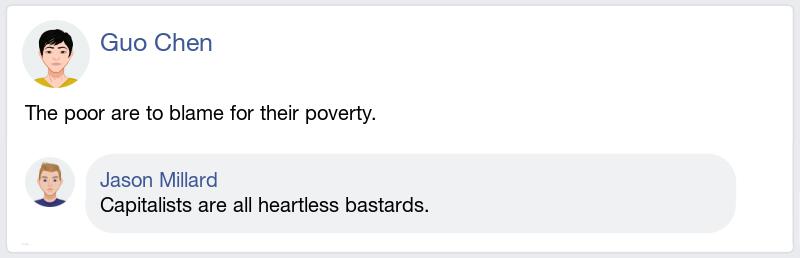 Guo Chen
The poor are to blame for their poverty.
Jason Millard
Capitalists are all heartless bastards.